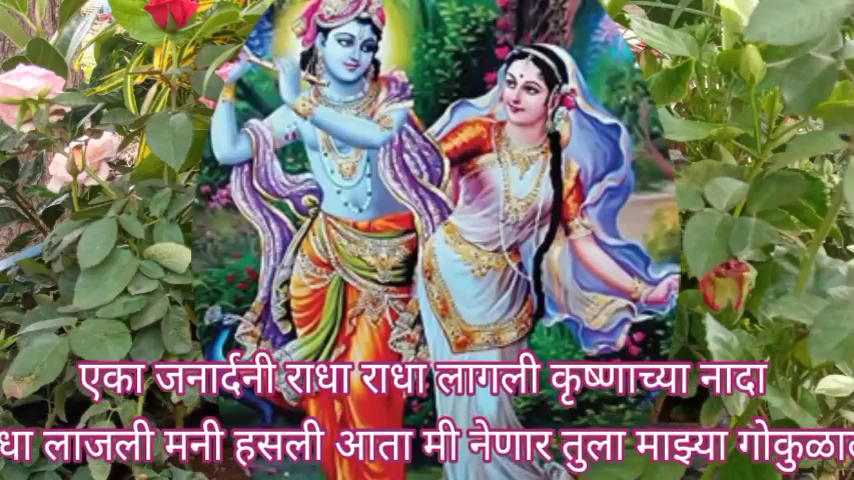 एका जनार्दनी राधा राधा लागली कृष्णाच्या नादा
लाजली मनी हसली आता मी नेणार तुला माझ्या